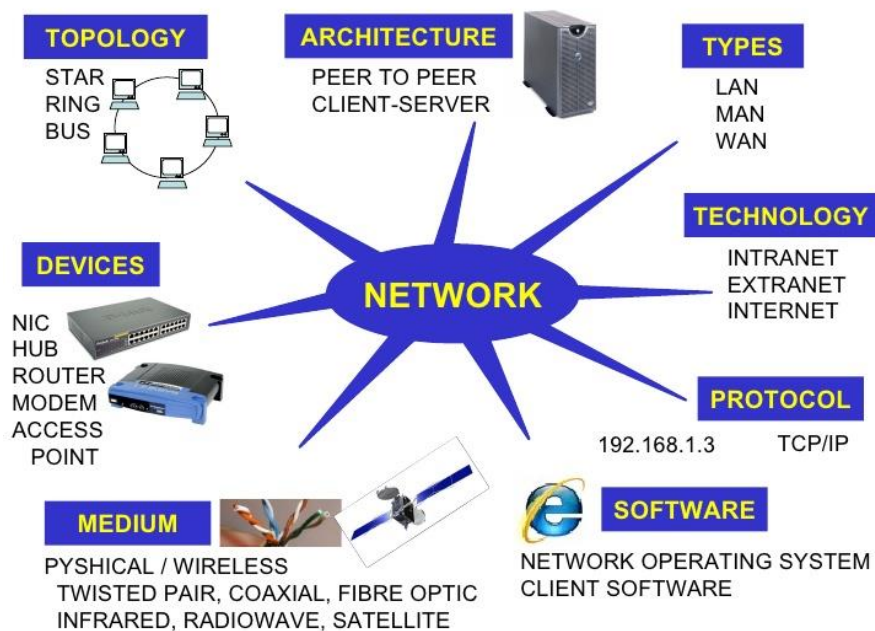 TOPOLOGY
STAR
RING
BUS
ARCHITECTURE
PEER TO PEER
CLIENT-SERVER
TYPES
LAN
MAN
WAN
TECHNOLOGY
INTRANET
EXTRANET
INTERNET
DEVICES
NIC
HUB
ROUTER
MODEM
ACCESS
POINT
NETWORK
PROTOCOL
192.168.1.3 TCP/IP
MEDIUM
PYSHICAL / WIRELESS
TWISTED PAIR, COAXIAL, FIBRE OPTIC
INFRARED, RADIOWAVE, SATELLITE
SOFTWARE
NETWORK OPERATING SYSTEM
CLIENT SOFTWARE